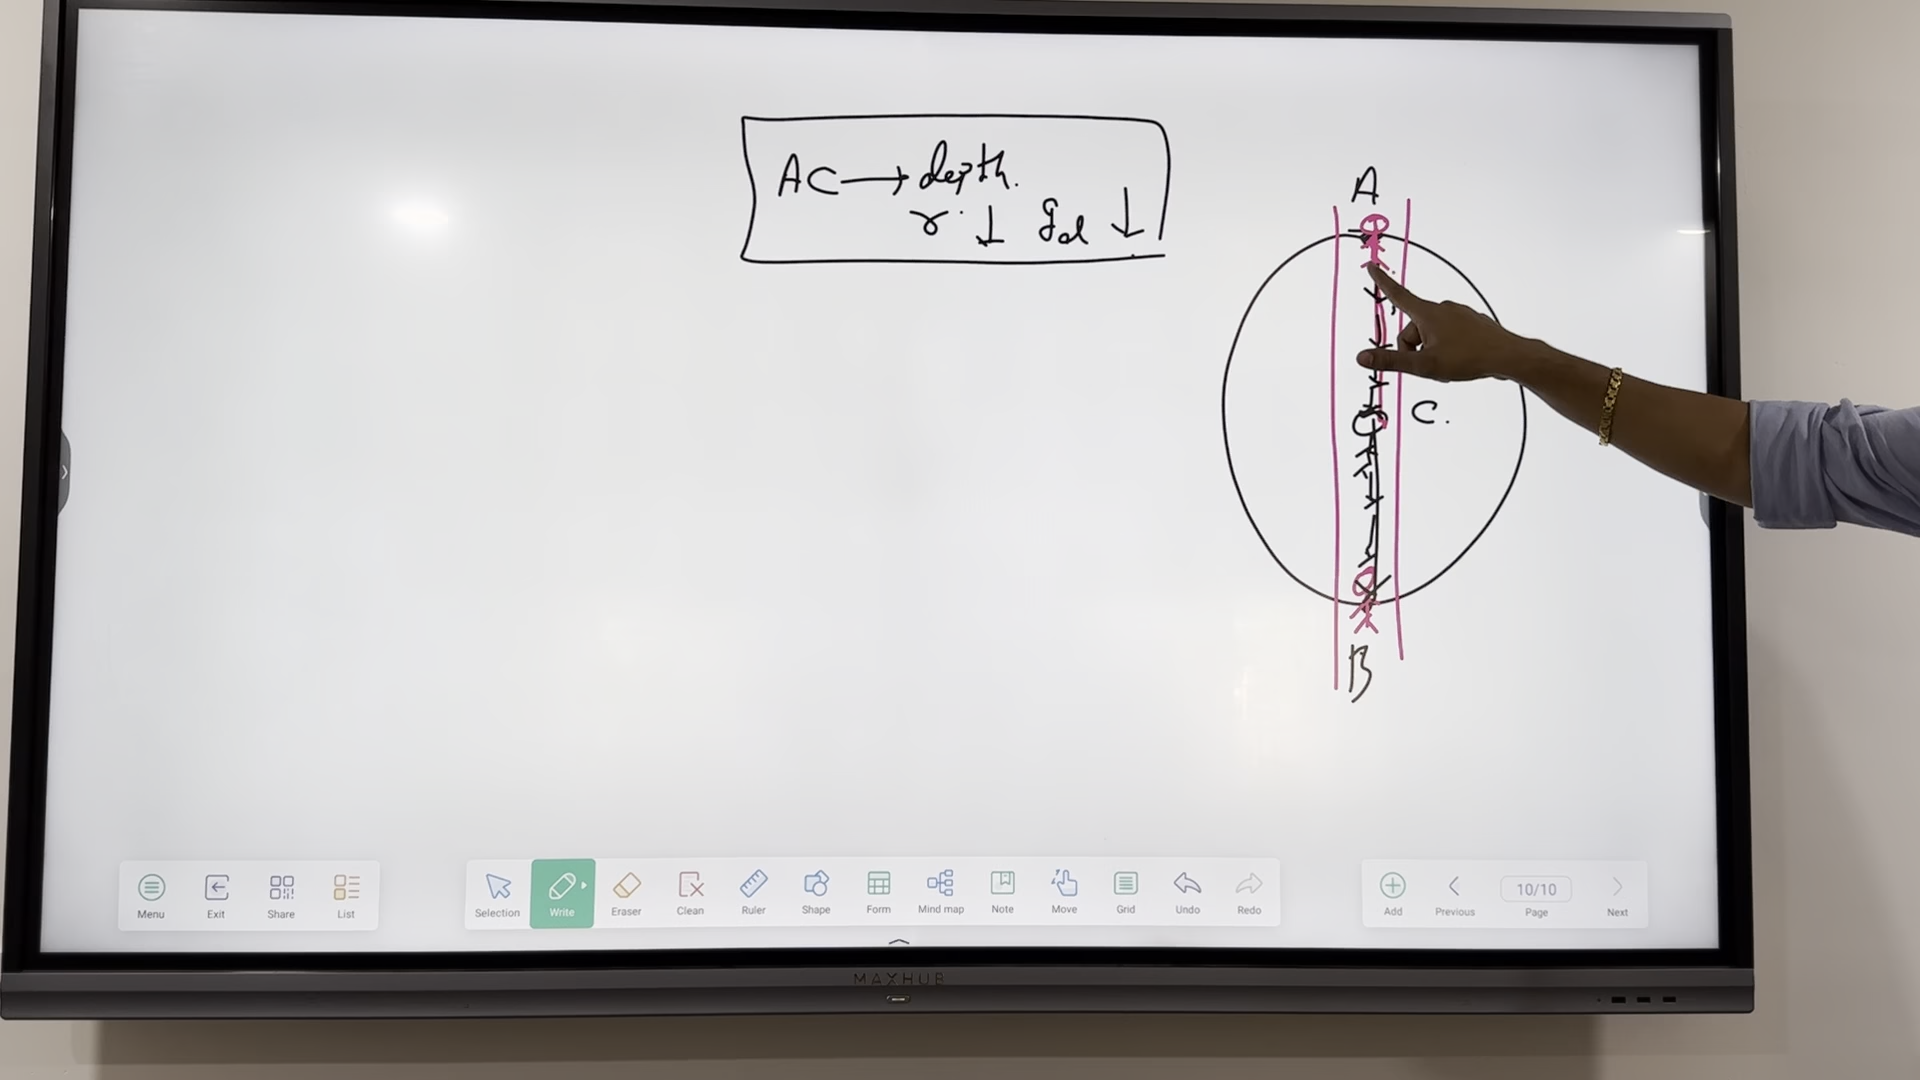 AC → depth.
r ↓ gd ↓
A
C.
B
Menu
Exit
Share
List
Selection
Write
Eraser
Clean
Ruler
Shape
Form
Mind map
Note
Move
Grid
Undo
Redo
Add
Previous
10/10
Page
Next
MAXHUB